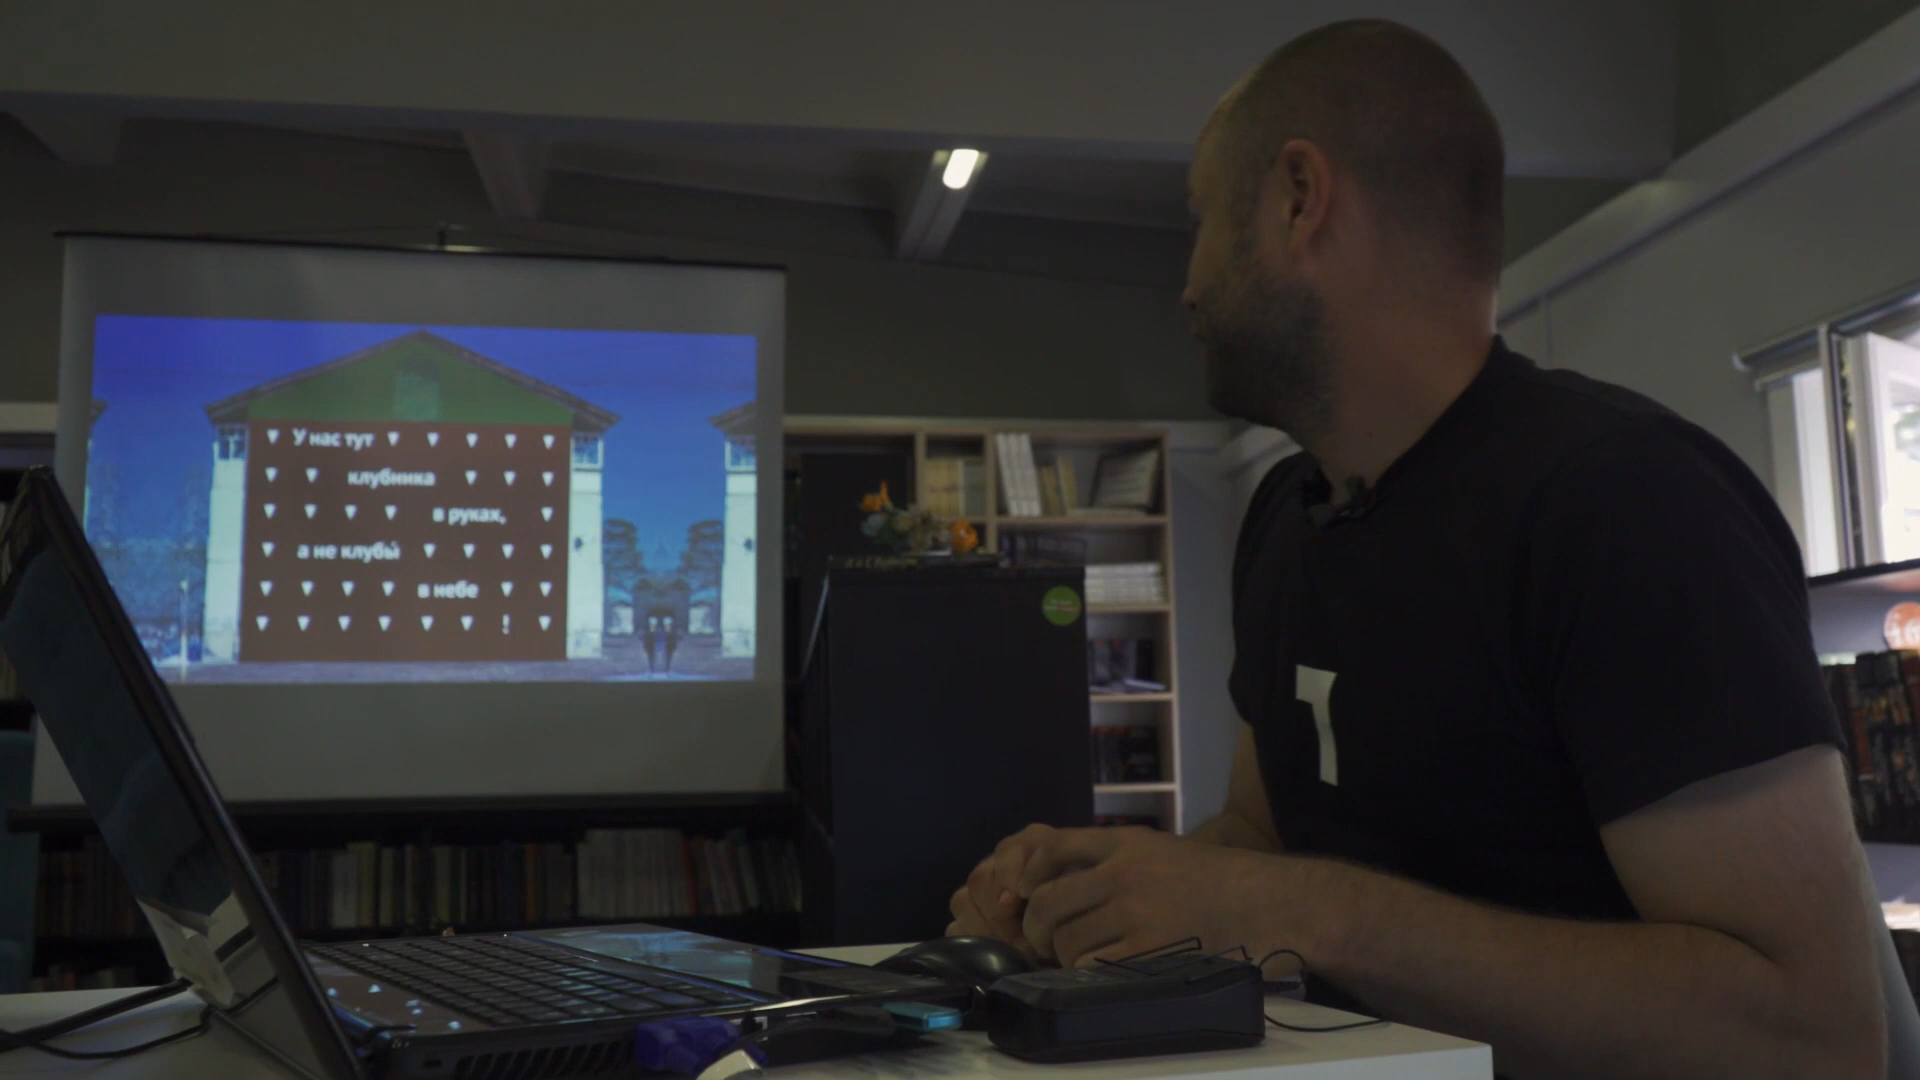 У нас тут
клубника
в руках,
а не клубы́
в небе
!